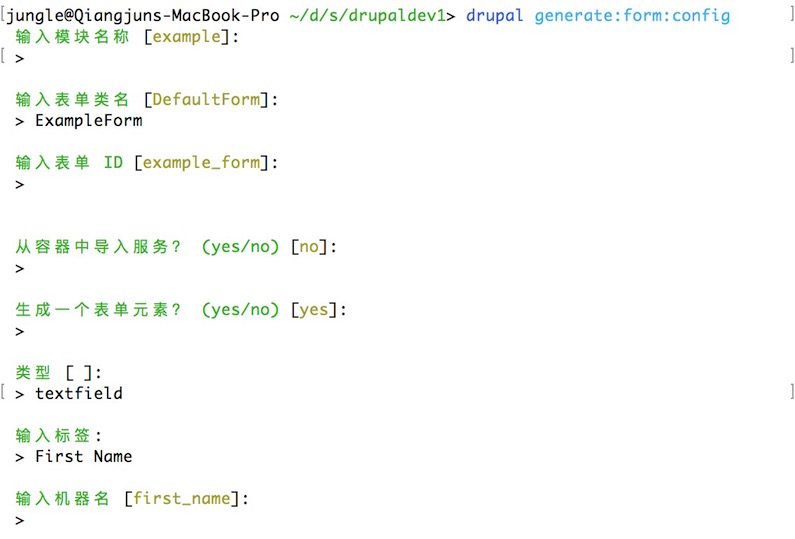 [jungle@Qiangjuns-MacBook-Pro ~/d/s/drupaldev1> drupal generate:form:config ]
输入模块名称 [example]:
[ > ]
输入表单类名 [DefaultForm]:
> ExampleForm
输入表单 ID [example_form]:
>
从容器中导入服务？ (yes/no) [no]:
>
生成一个表单元素？ (yes/no) [yes]:
>
类型 [ ]:
[ > textfield ]
输入标签:
> First Name
输入机器名 [first_name]:
>